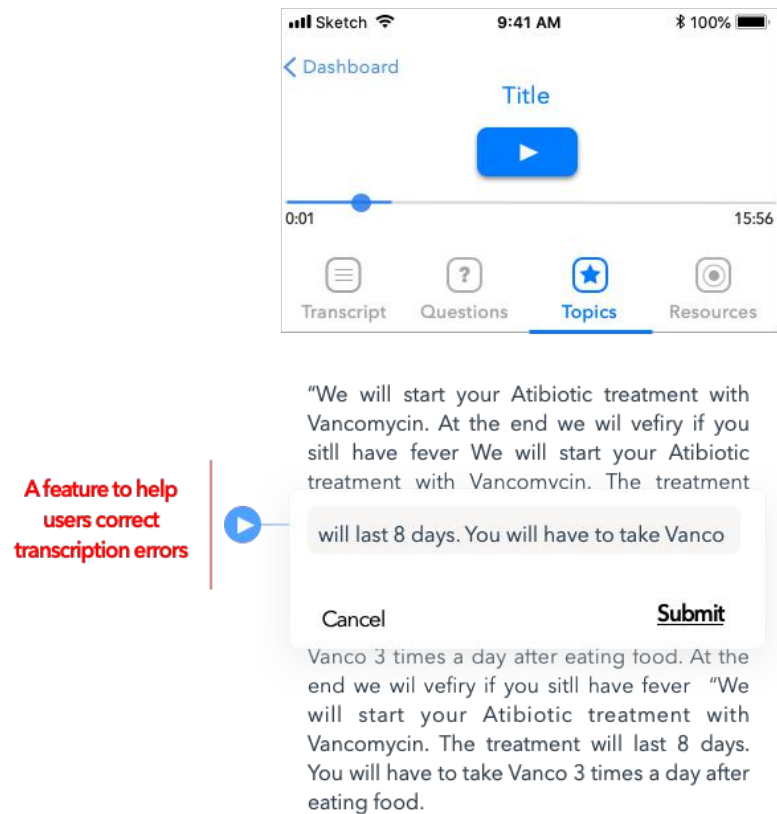 Sketch 9:41 AM 100%
Dashboard
Title
0:01 15:56
?
Transcript Questions Topics Resources
“We will start your Atibiotic treatment with
Vancomycin. At the end we wil vefiry if you
sitll have fever We will start your Atibiotic
treatment with Vancomycin. The treatment
A feature to help
users correct
transcription errors
will last 8 days. You will have to take Vanco
Cancel Submit
Vanco 3 times a day after eating food. At the
end we wil vefiry if you sitll have fever “We
will start your Atibiotic treatment with
Vancomycin. The treatment will last 8 days.
You will have to take Vanco 3 times a day after
eating food.